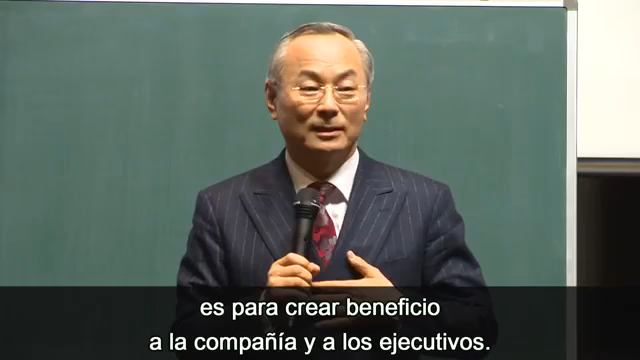 es para crear beneficio
a la compañía y a los ejecutivos.